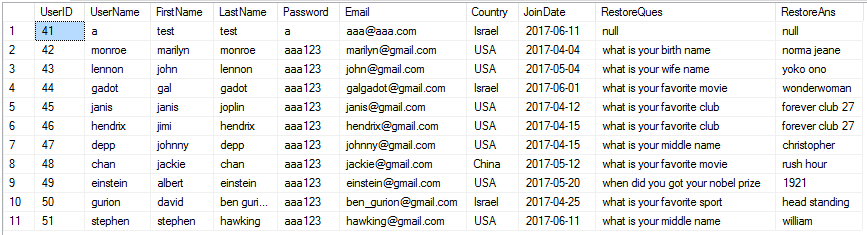 UserID UserName FirstName LastName Password Email Country JoinDate RestoreQues RestoreAns
1 41 a test test a aaa@aaa.com Israel 2017-06-11 null null
2 42 monroe marilyn monroe aaa123 marilyn@gmail.com USA 2017-04-04 what is your birth name norma jeane
3 43 lennon john lennon aaa123 john@gmail.com USA 2017-05-04 what is your wife name yoko ono
4 44 gadot gal gadot aaa123 galgadot@gmail.com Israel 2017-06-01 what is your favorite movie wonderwoman
5 45 janis janis joplin aaa123 janis@gmail.com USA 2017-04-12 what is your favorite club forever club 27
6 46 hendrix jimi hendrix aaa123 hendrix@gmail.com USA 2017-04-15 what is your favorite club forever club 27
7 47 depp johnny depp aaa123 johnny@gmail.com USA 2017-04-15 what is your middle name christopher
8 48 chan jackie chan aaa123 jackie@gmail.com China 2017-05-12 what is your favorite movie rush hour
9 49 einstein albert einstein aaa123 einstein@gmail.com USA 2017-05-20 when did you got your nobel prize 1921
10 50 gurion david ben guri... aaa123 ben_gurion@gmail.com Israel 2017-04-25 what is your favorite sport head standing
11 51 stephen stephen hawking aaa123 hawking@gmail.com USA 2017-06-11 what is your middle name william